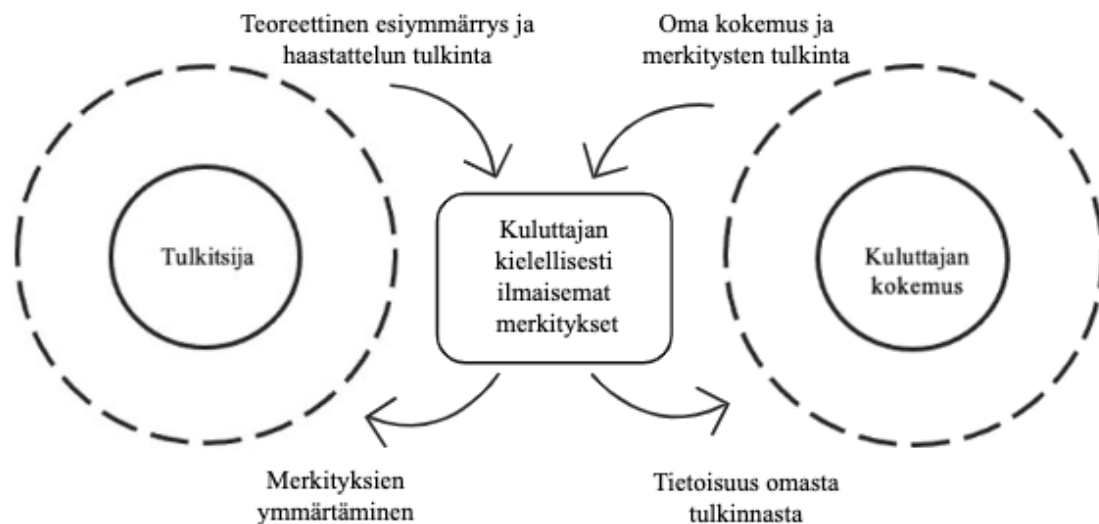 Teoreettinen esiymmärrys ja
haastattelun tulkinta
Oma kokemus ja
merkitysten tulkinta
Tulkitsija
Kuluttajan
kielellisesti
ilmaisemat
merkitykset
Kuluttajan
kokemus
Merkityksien
ymmärtäminen
Tietoisuus omasta
tulkinnasta